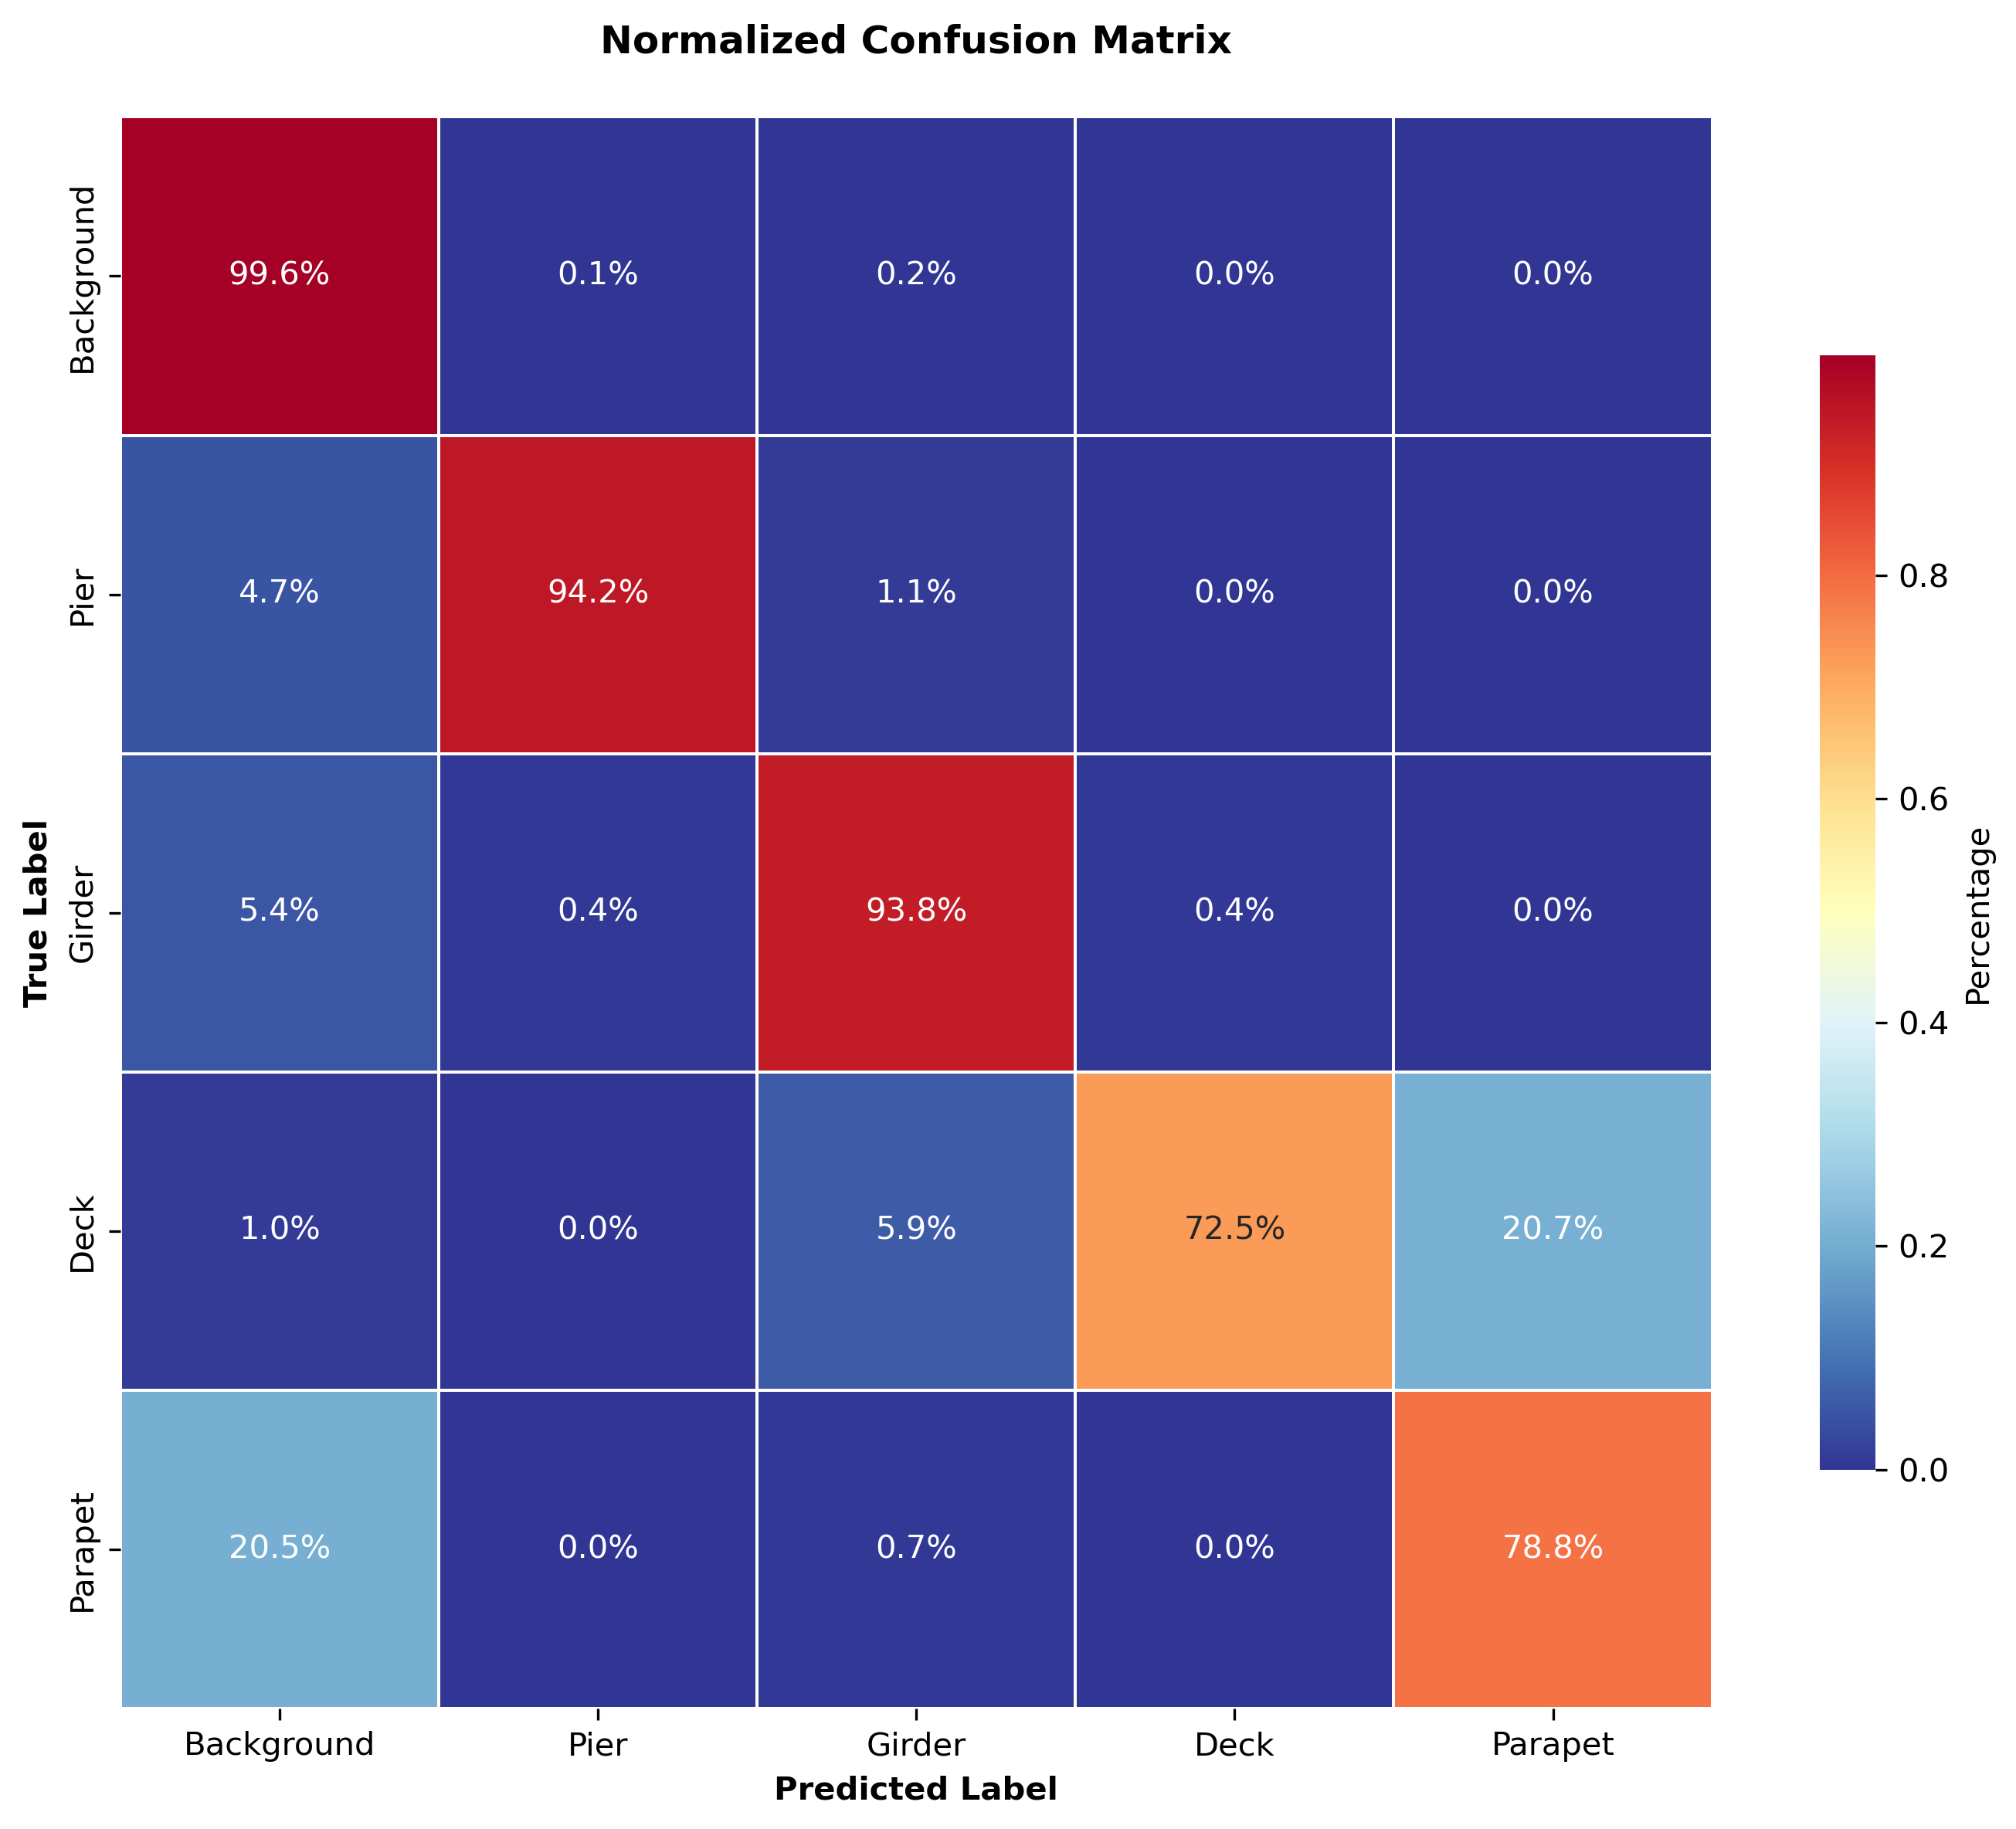 Normalized Confusion Matrix
True Label
Background
99.6% 0.1% 0.2% 0.0% 0.0%
Pier
4.7% 94.2% 1.1% 0.0% 0.0%
Girder
5.4% 0.4% 93.8% 0.4% 0.0%
Deck
1.0% 0.0% 5.9% 72.5% 20.7%
Parapet
20.5% 0.0% 0.7% 0.0% 78.8%
Background Pier Girder Deck Parapet
Predicted Label
0.8
0.6
0.4
0.2
0.0
Percentage